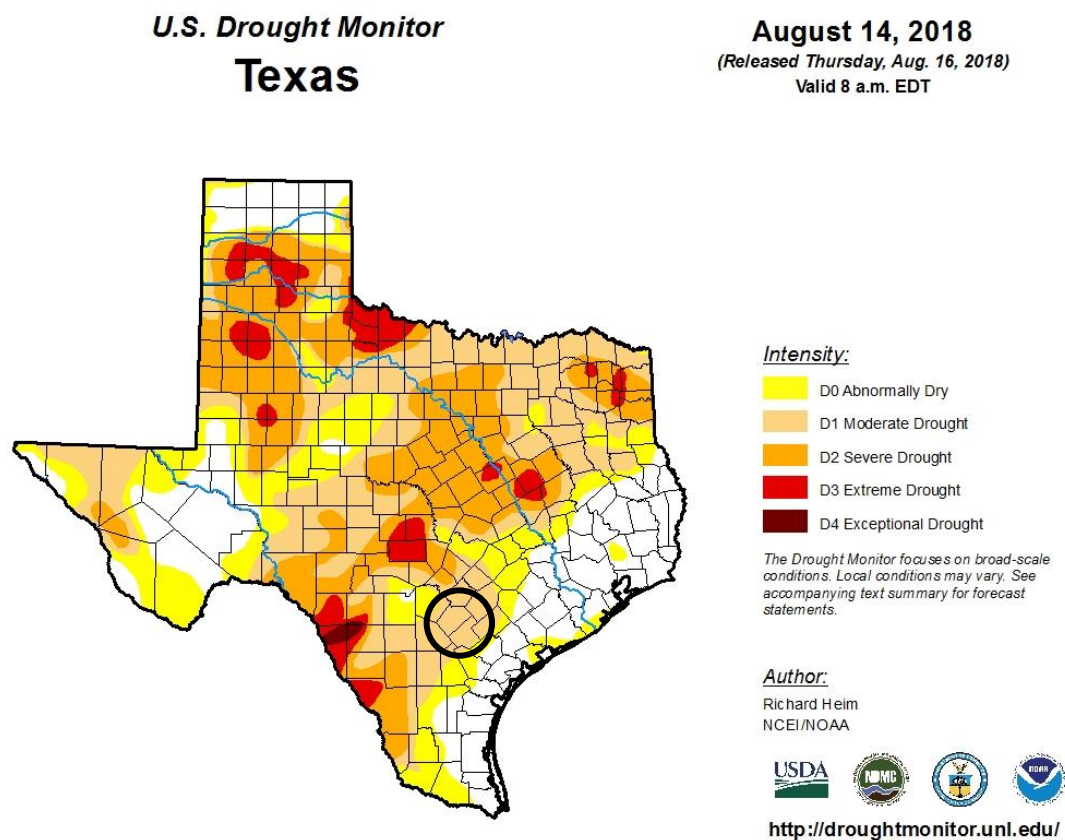 U.S. Drought Monitor
Texas
August 14, 2018
(Released Thursday, Aug. 16, 2018)
Valid 8 a.m. EDT
Intensity:
D0 Abnormally Dry
D1 Moderate Drought
D2 Severe Drought
D3 Extreme Drought
D4 Exceptional Drought
The Drought Monitor focuses on broad-scale
conditions. Local conditions may vary. See
accompanying text summary for forecast
statements.
Author:
Richard Heim
NCEI/NOAA
USDA
NDMC
NOAA
http://droughtmonitor.unl.edu/